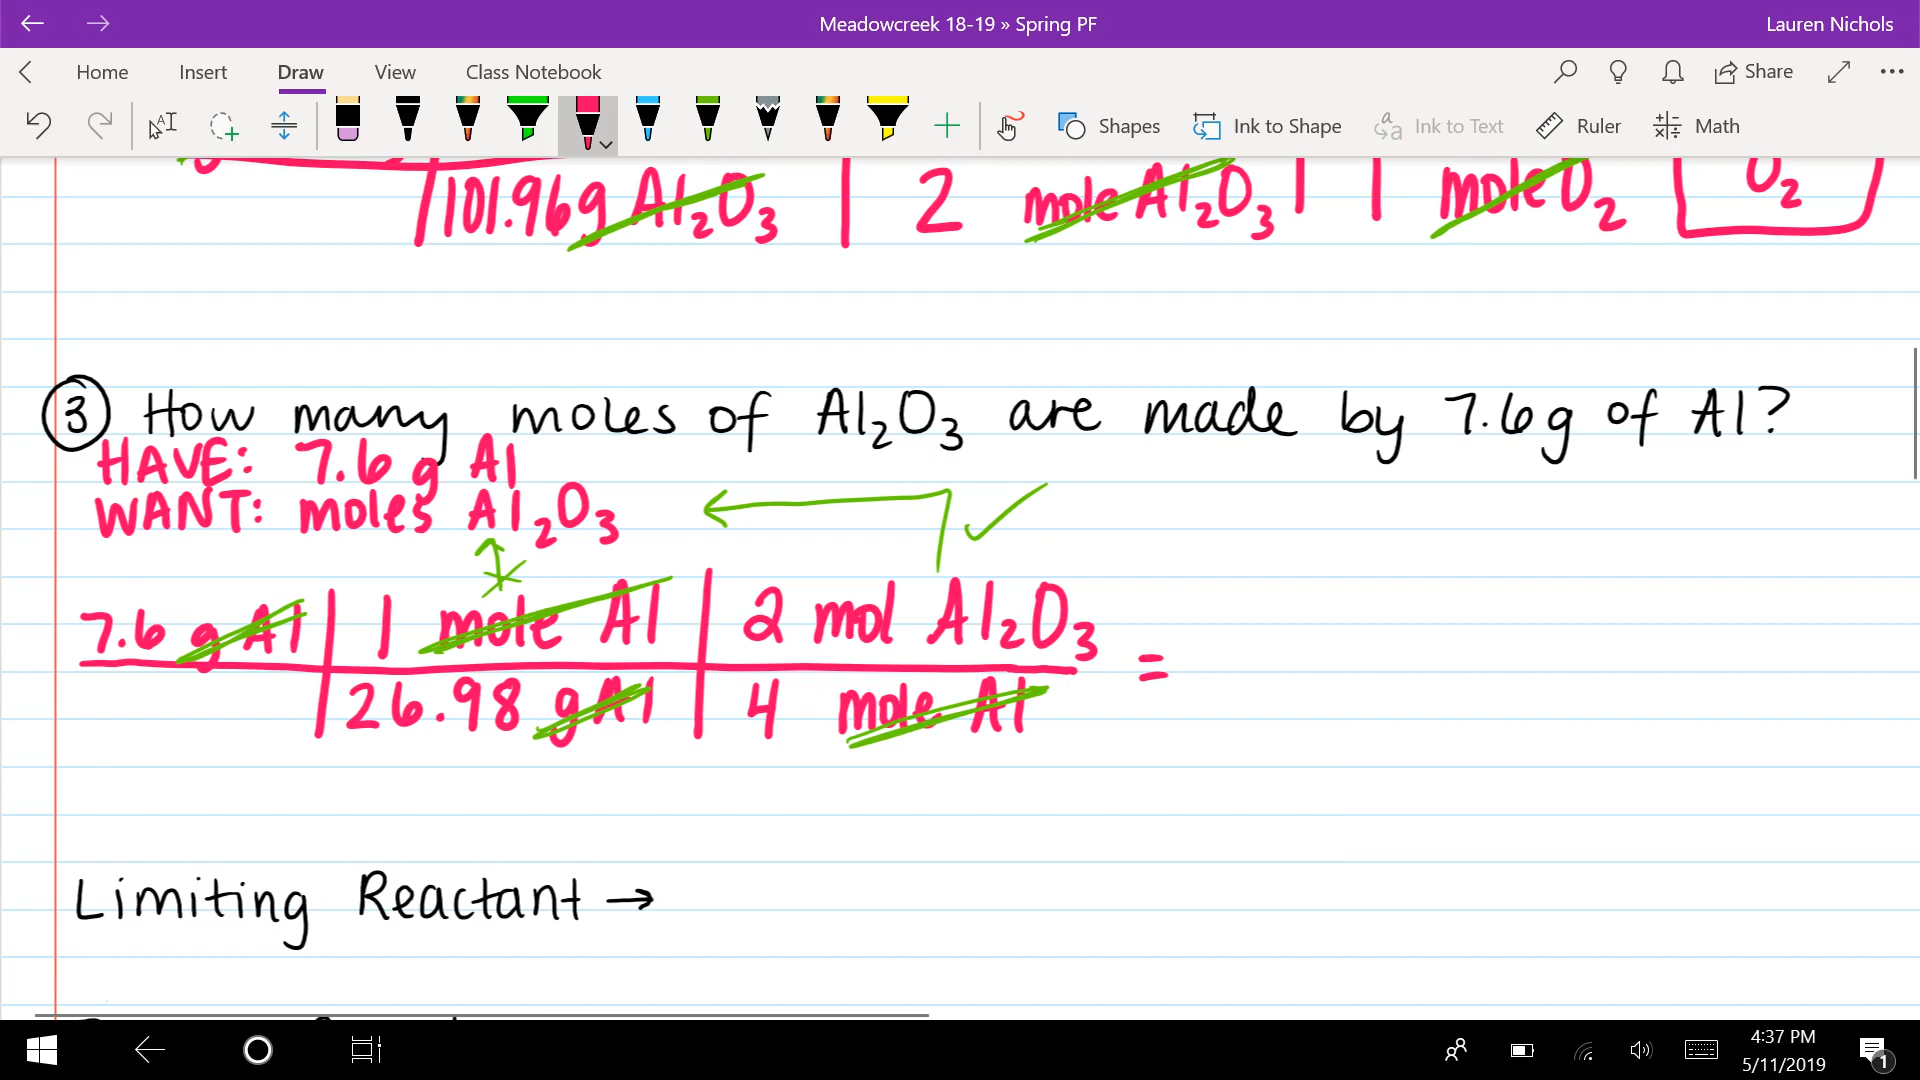 Meadowcreek 18-19 » Spring PF
Lauren Nichols
Home Insert Draw View Class Notebook Share
Shapes Ink to Shape Ink to Text Ruler Math
101.96g Al₂O₃ | 2 mole Al₂O₃ | 1 mole O₂ O₂
③ How many moles of Al₂O₃ are made by 7.6g of Al?
HAVE: 7.6 g Al
WANT: moles Al₂O₃
7.6 g Al | 1 mole Al | 2 mol Al₂O₃ =
26.98 g Al | 4 mole Al
Limiting Reactant →
4:37 PM
5/11/2019
1